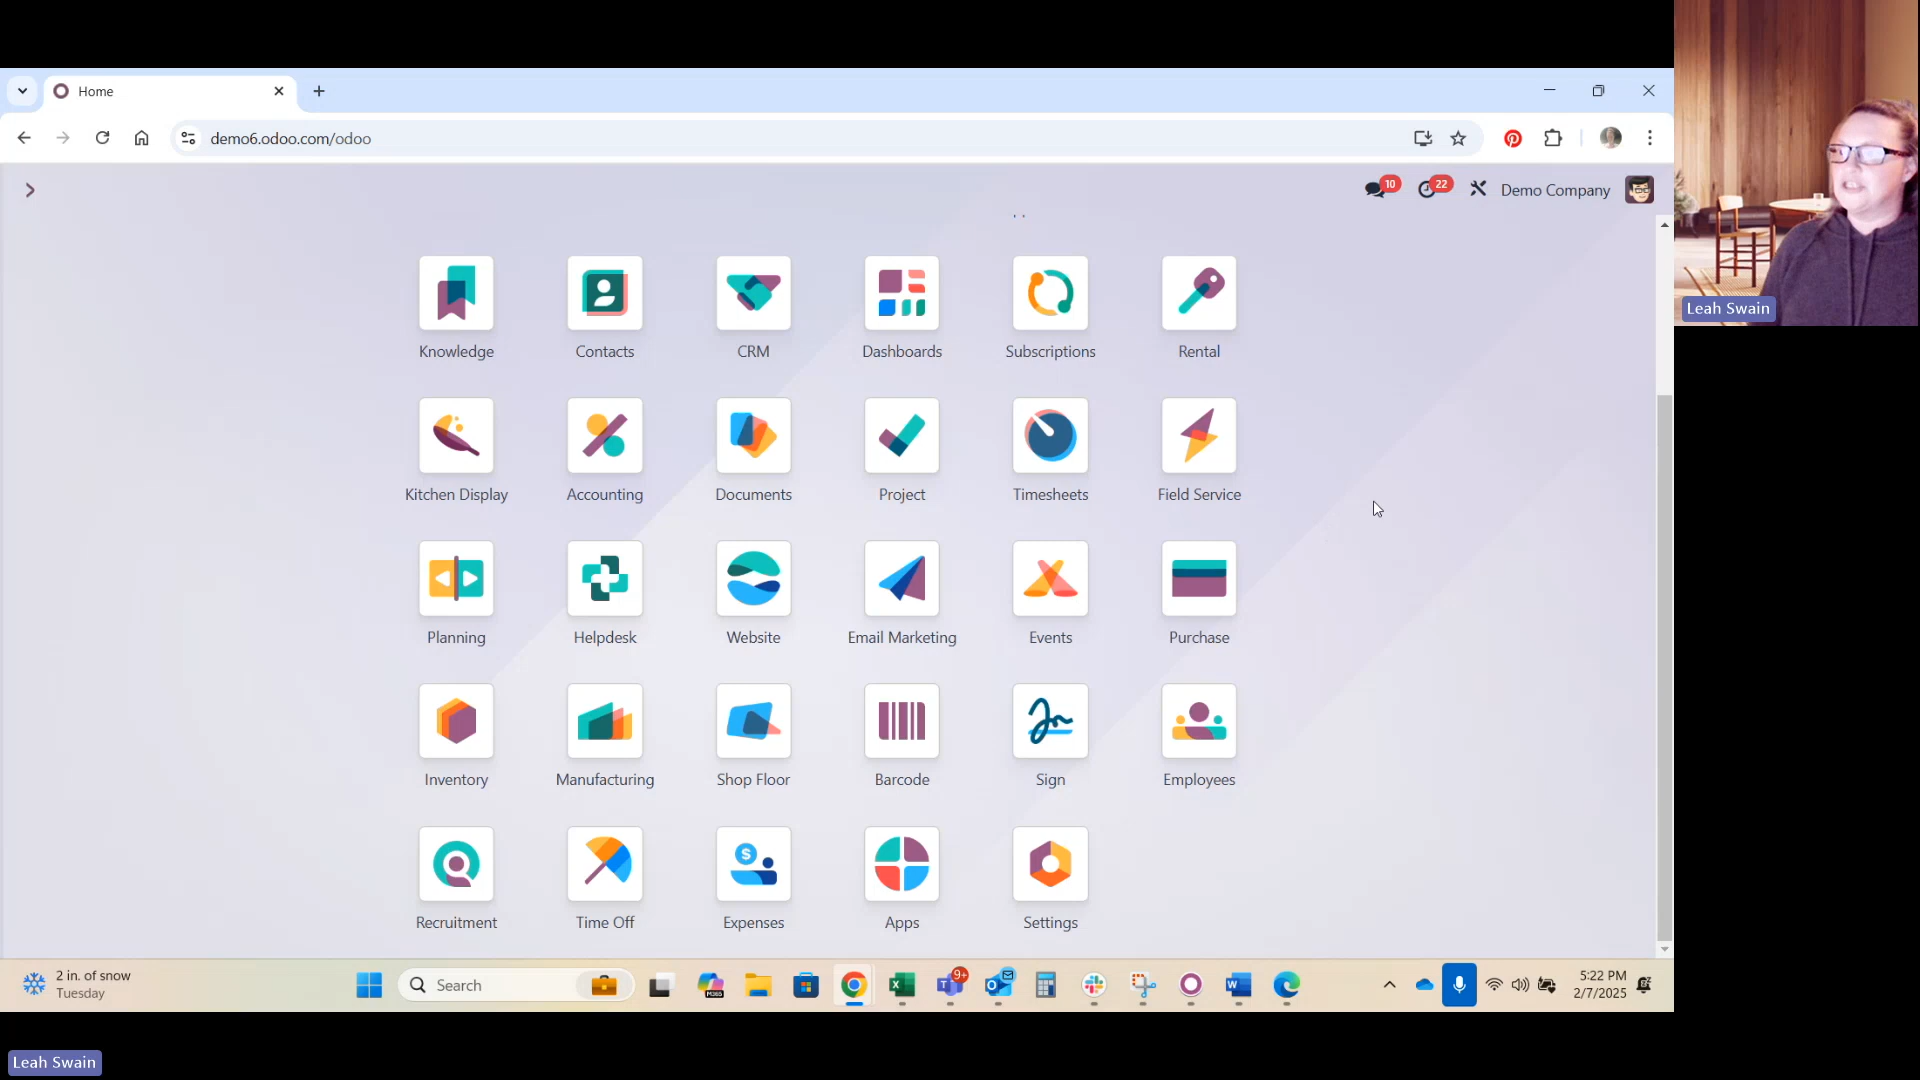 Home
demo6.odoo.com/odoo
10
22
Demo Company
Knowledge
Contacts
CRM
Dashboards
Subscriptions
Rental
Kitchen Display
Accounting
Documents
Project
Timesheets
Field Service
Planning
Helpdesk
Website
Email Marketing
Events
Purchase
Inventory
Manufacturing
Shop Floor
Barcode
Sign
Employees
Recruitment
Time Off
Expenses
Apps
Settings
2 in. of snow
Tuesday
Search
9+
5:22 PM
2/7/2025
Leah Swain
Leah Swain